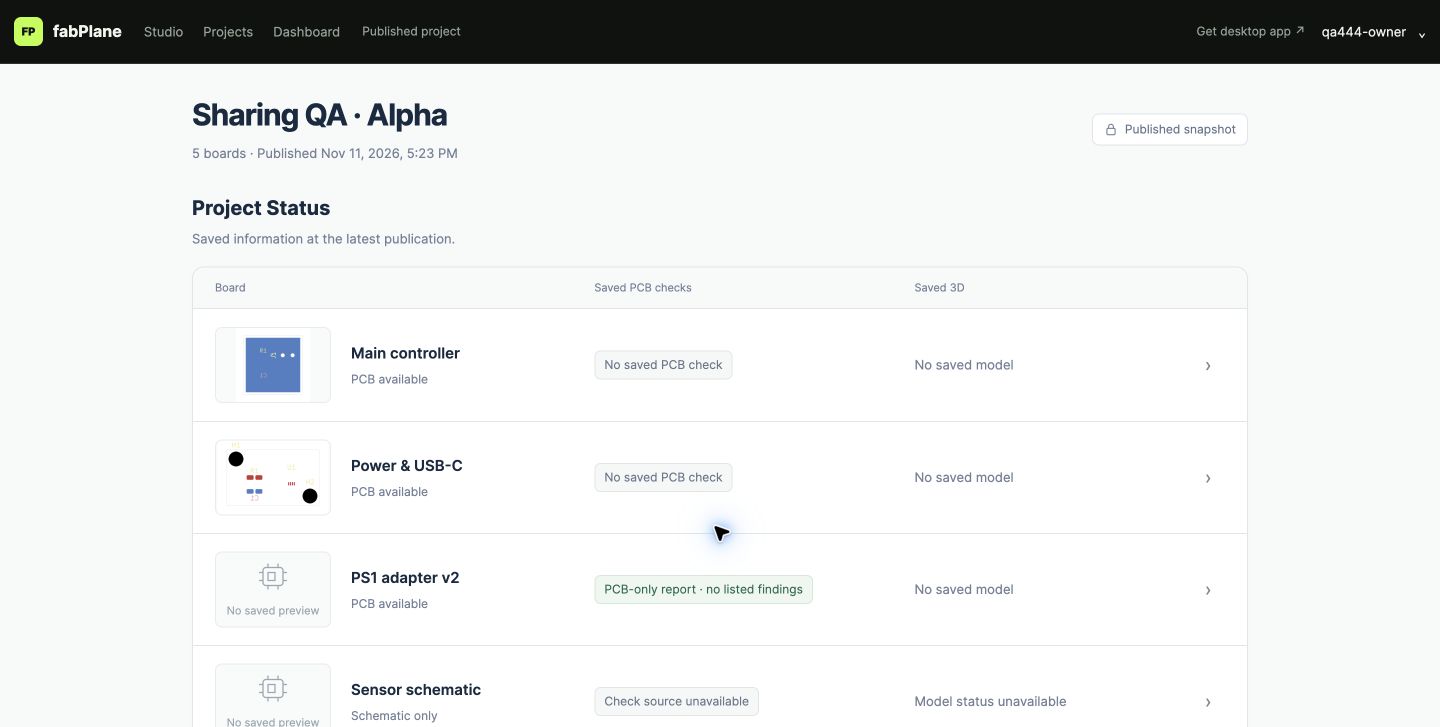 FP fabPlane Studio Projects Dashboard Published project Get desktop app ↗ qa444-owner
Sharing QA · Alpha
Published snapshot
5 boards · Published Nov 11, 2026, 5:23 PM
Project Status
Saved information at the latest publication.
Board Saved PCB checks Saved 3D
Main controller
PCB available
No saved PCB check
No saved model
Power & USB-C
PCB available
No saved PCB check
No saved model
No saved preview
PS1 adapter v2
PCB available
PCB-only report · no listed findings
No saved model
No saved preview
Sensor schematic
Schematic only
Check source unavailable
Model status unavailable